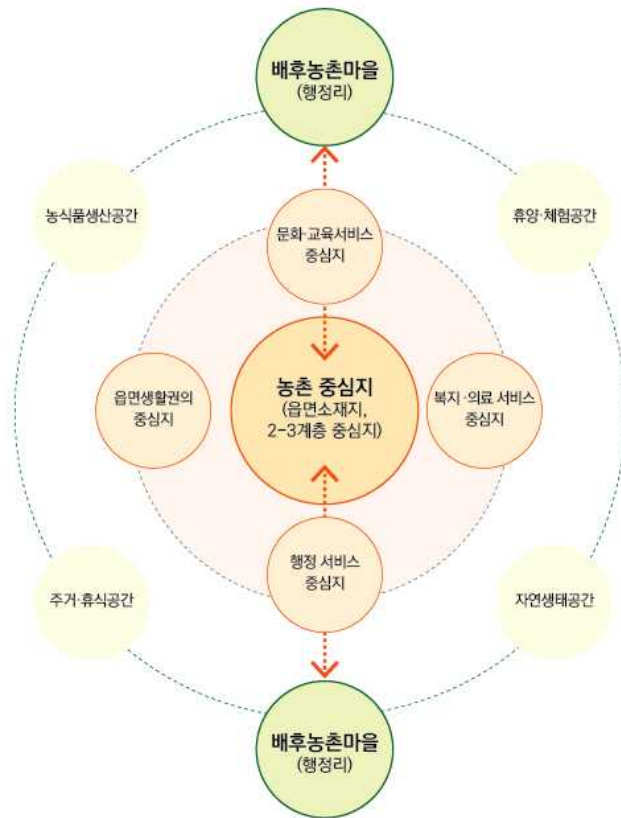 배후농촌마을
(행정리)
농식품생산공간
휴양·체험공간
문화·교육서비스
중심지
읍면생활권의
중심지
농촌 중심지
(읍면소재지,
2-3계층 중심지)
복지·의료 서비스
중심지
행정 서비스
중심지
주거·휴식공간
자연생태공간
배후농촌마을
(행정리)